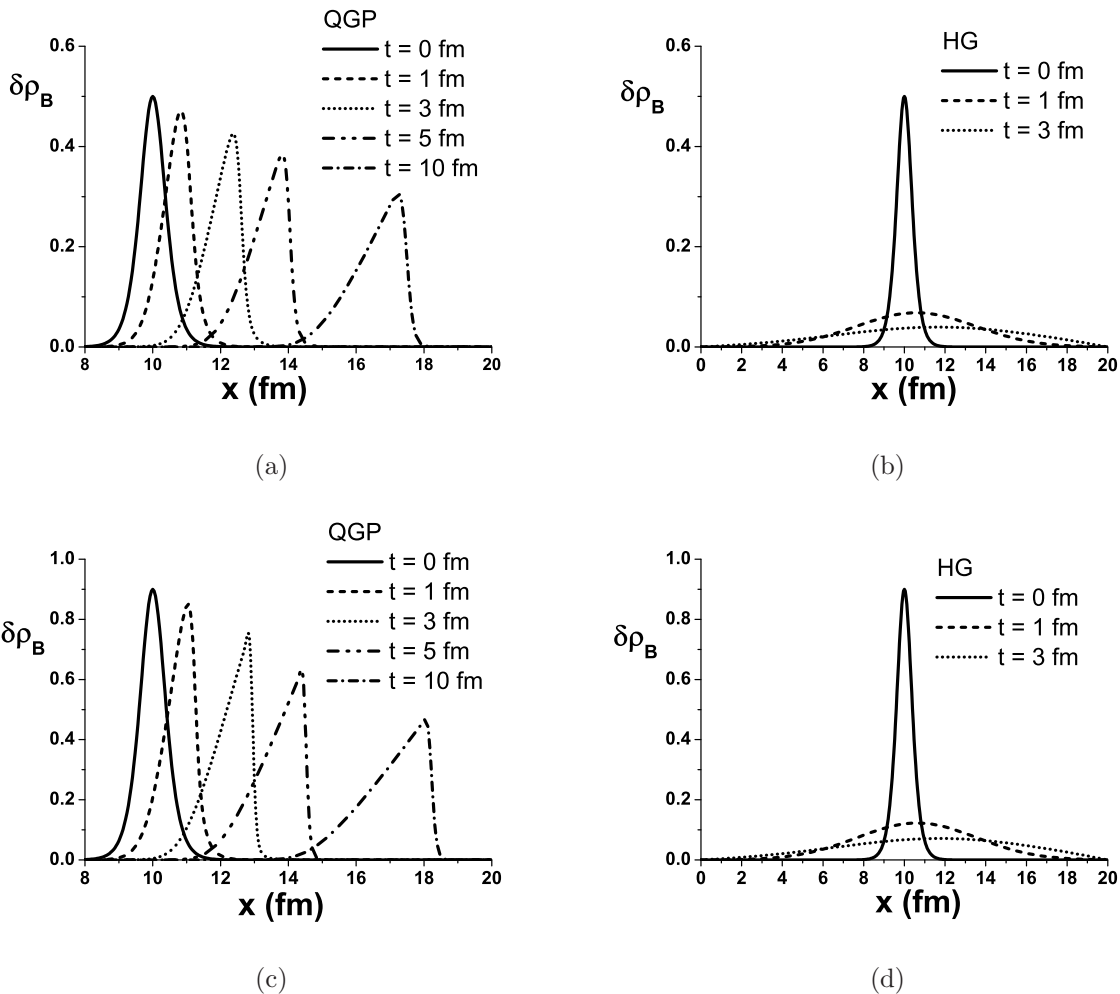 QGP
t = 0 fm
t = 1 fm
t = 3 fm
t = 5 fm
t = 10 fm
δρB
0.6
0.4
0.2
0.0
8 10 12 14 16 18 20
x (fm)
(a)
HG
t = 0 fm
t = 1 fm
t = 3 fm
δρB
0.6
0.4
0.2
0.0
0 2 4 6 8 10 12 14 16 18 20
x (fm)
(b)
QGP
t = 0 fm
t = 1 fm
t = 3 fm
t = 5 fm
t = 10 fm
δρB
1.0
0.8
0.6
0.4
0.2
0.0
8 10 12 14 16 18 20
x (fm)
(c)
HG
t = 0 fm
t = 1 fm
t = 3 fm
δρB
1.0
0.8
0.6
0.4
0.2
0.0
0 2 4 6 8 10 12 14 16 18 20
x (fm)
(d)